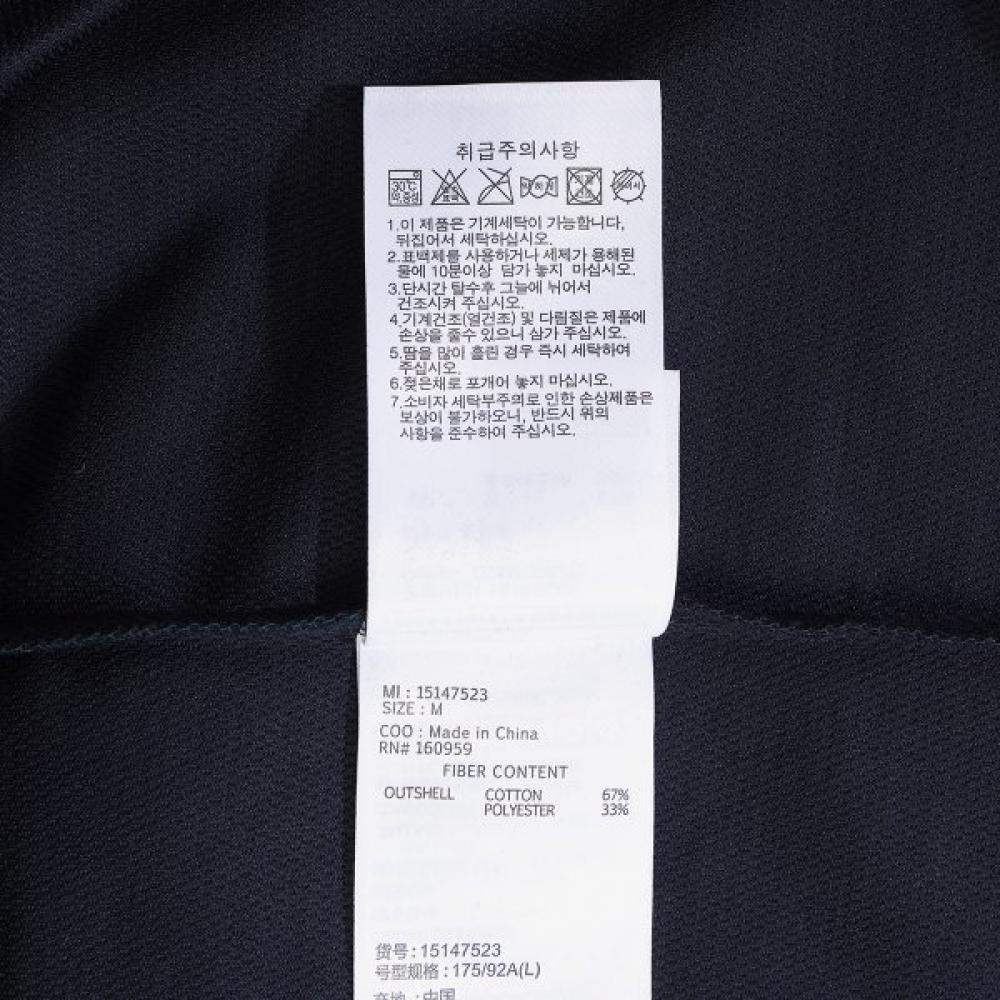 취급주의사항
30℃
약·중성
1.이 제품은 기계세탁이 가능합니다,
뒤집어서 세탁하십시오.
2.표백제를 사용하거나 세제가 용해된
물에 10분이상 담가 놓지 마십시오.
3.단시간 탈수후 그늘에 뉘어서
건조시켜 주십시오.
4.기계건조(열건조) 및 다림질은 제품에
손상을 줄수 있으니 삼가 주십시오.
5.땀을 많이 흘린 경우 즉시 세탁하여
주십시오.
6.젖은채로 포개어 놓지 마십시오.
7.소비자 세탁부주의로 인한 손상제품은
보상이 불가하오니, 반드시 위의
사항을 준수하여 주십시오.
MI : 15147523
SIZE : M
COO : Made in China
RN# 160959
FIBER CONTENT
OUTSHELL COTTON 67%
POLYESTER 33%
货号:15147523
号型规格:175/92A(L)
产地:中国